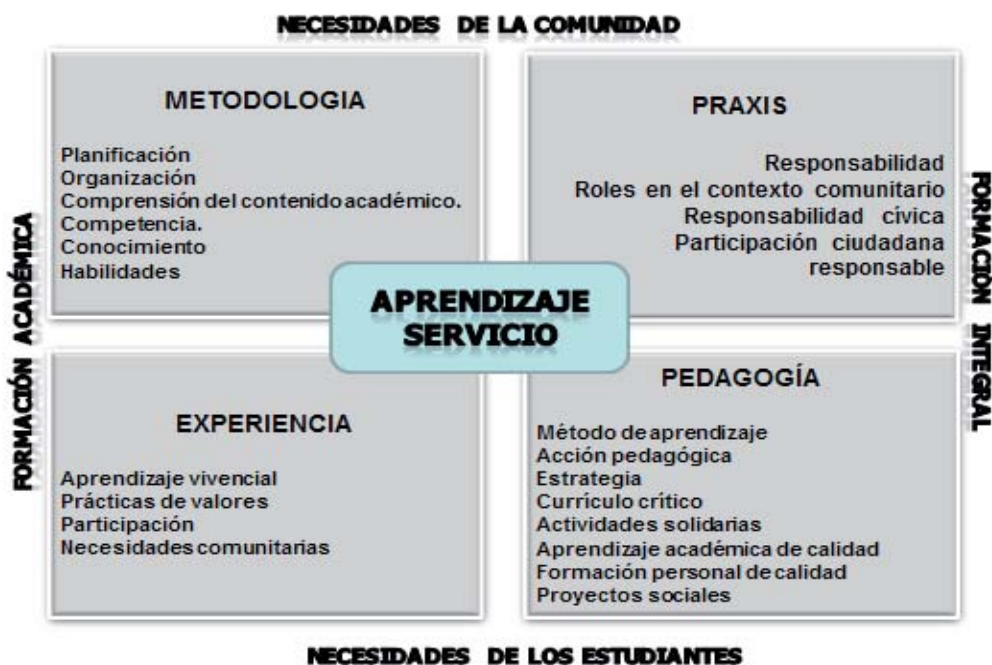 NECESIDADES DE LA COMUNIDAD
METODOLOGIA
Planificación
Organización
Comprensión del contenido académico.
Competencia.
Conocimiento
Habilidades
PRAXIS
Responsabilidad
Roles en el contexto comunitario
Responsabilidad cívica
Participación ciudadana
responsable
FORMACIÓN ACADÉMICA
APRENDIZAJE
SERVICIO
FORMACION INTEGRAL
EXPERIENCIA
Aprendizaje vivencial
Prácticas de valores
Participación
Necesidades comunitarias
PEDAGOGÍA
Método de aprendizaje
Acción pedagógica
Estrategia
Currículo crítico
Actividades solidarias
Aprendizaje académica de calidad
Formación personal de calidad
Proyectos sociales
NECESIDADES DE LOS ESTUDIANTES